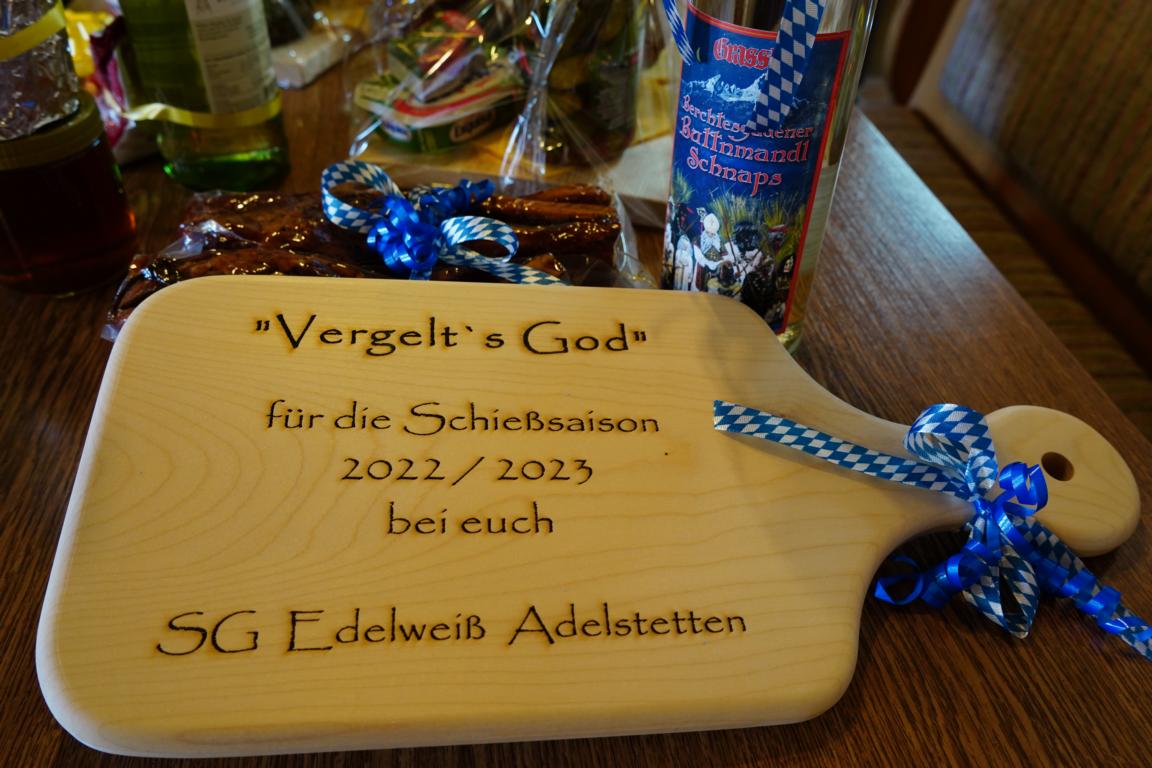 Grassl
Berchtesgadener
Buttnmandl
Schnaps
"Vergelt`s God"
für die Schießsaison
2022 / 2023
bei euch
SG Edelweiß Adelstetten